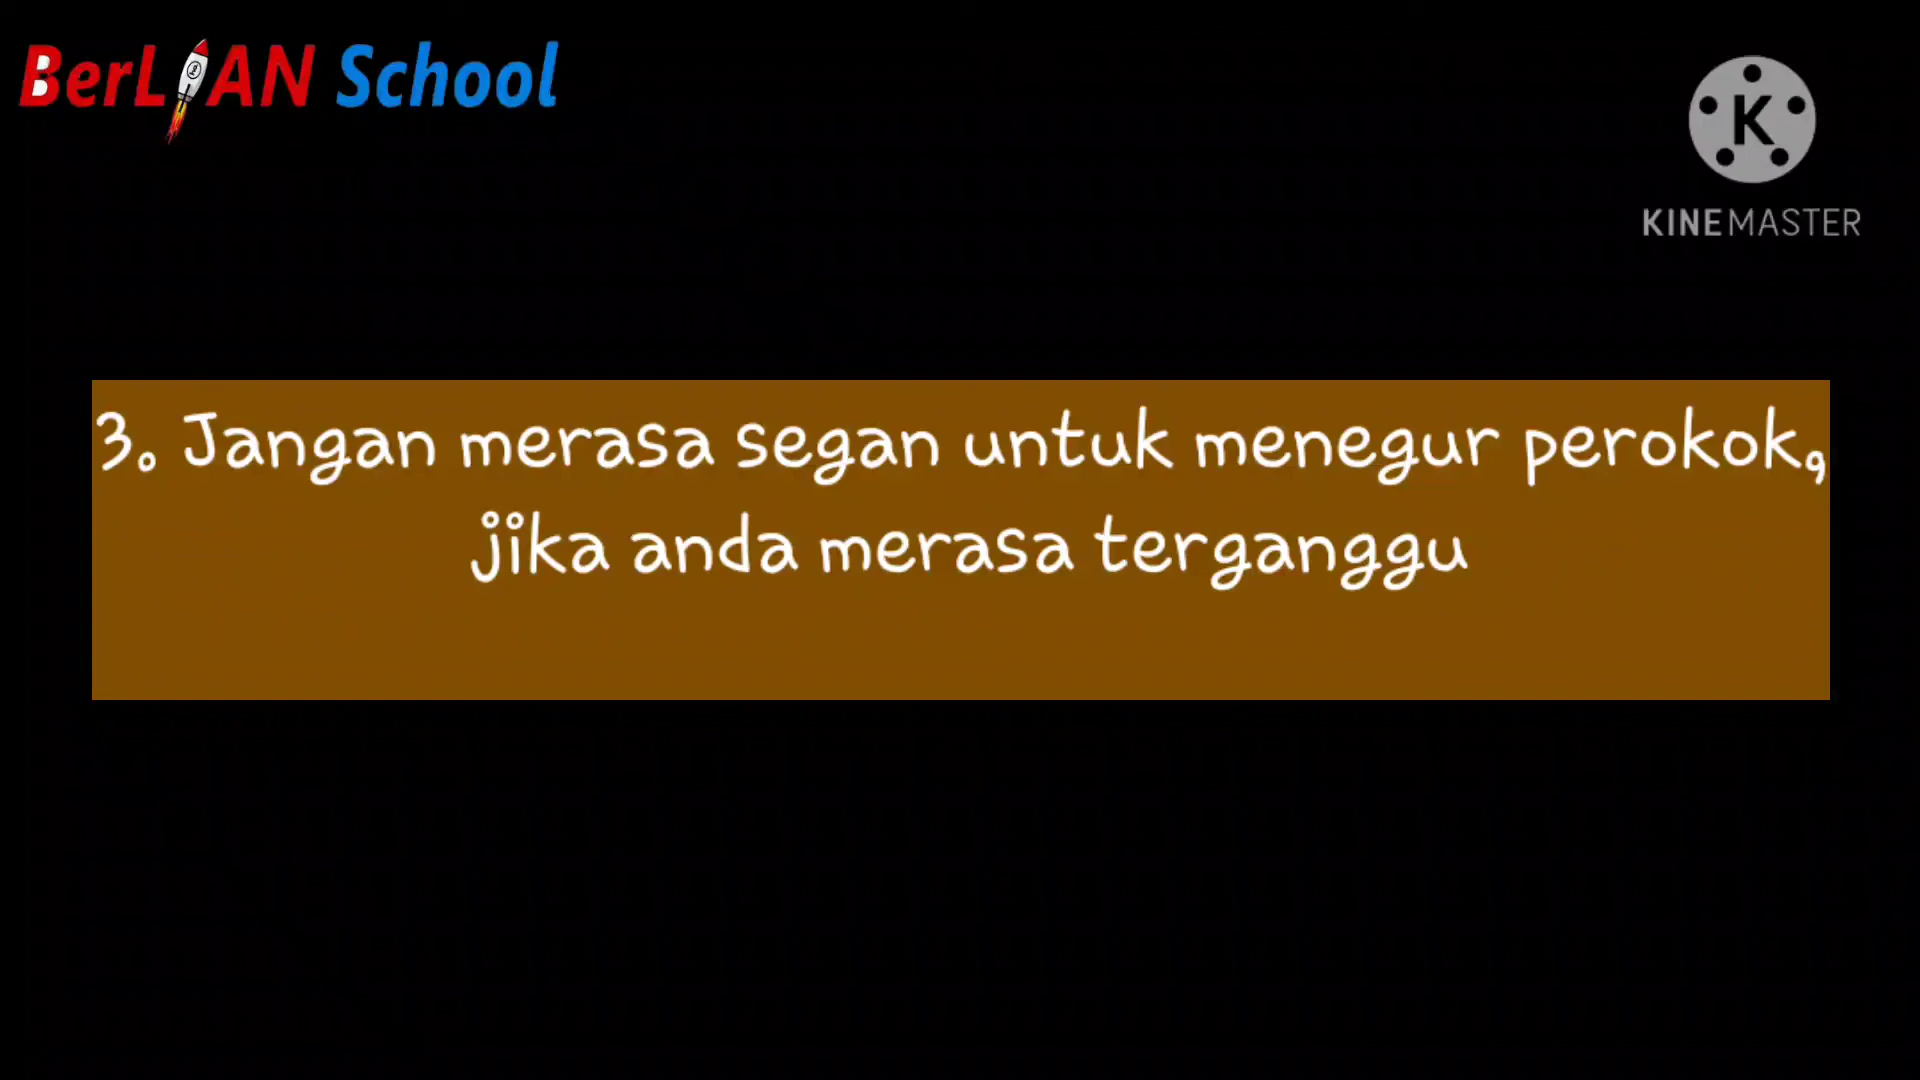 BerLiAN School
KINEMASTER
3. Jangan merasa segan untuk menegur perokok,
jika anda merasa terganggu